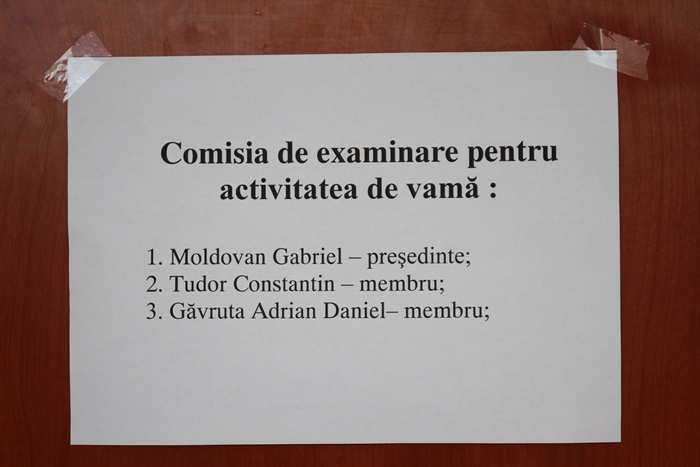 Comisia de examinare pentru
activitatea de vamă :
1. Moldovan Gabriel – preşedinte;
2. Tudor Constantin – membru;
3. Găvruta Adrian Daniel– membru;